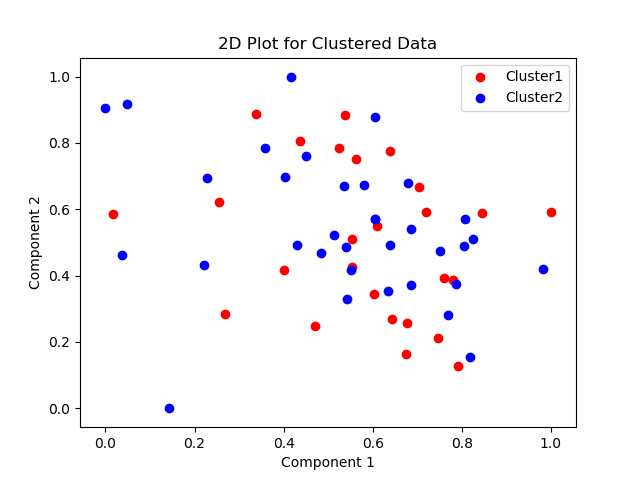 2D Plot for Clustered Data
Cluster1
Cluster2
1.0
0.8
0.6
0.4
0.2
0.0
Component 2
0.0 0.2 0.4 0.6 0.8 1.0
Component 1